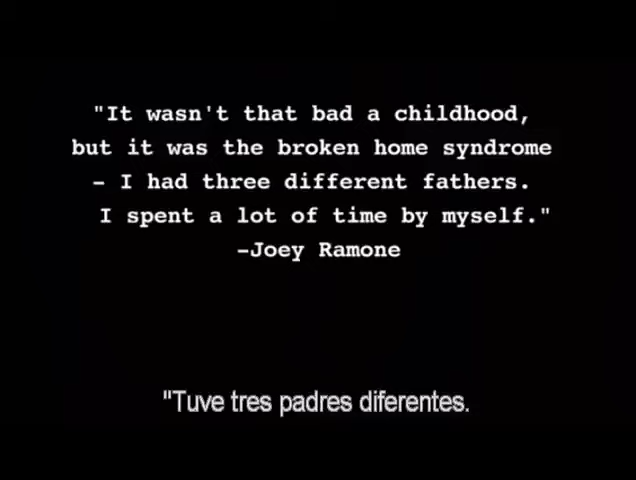 "It wasn't that bad a childhood,
but it was the broken home syndrome
- I had three different fathers.
I spent a lot of time by myself."
-Joey Ramone
"Tuve tres padres diferentes.